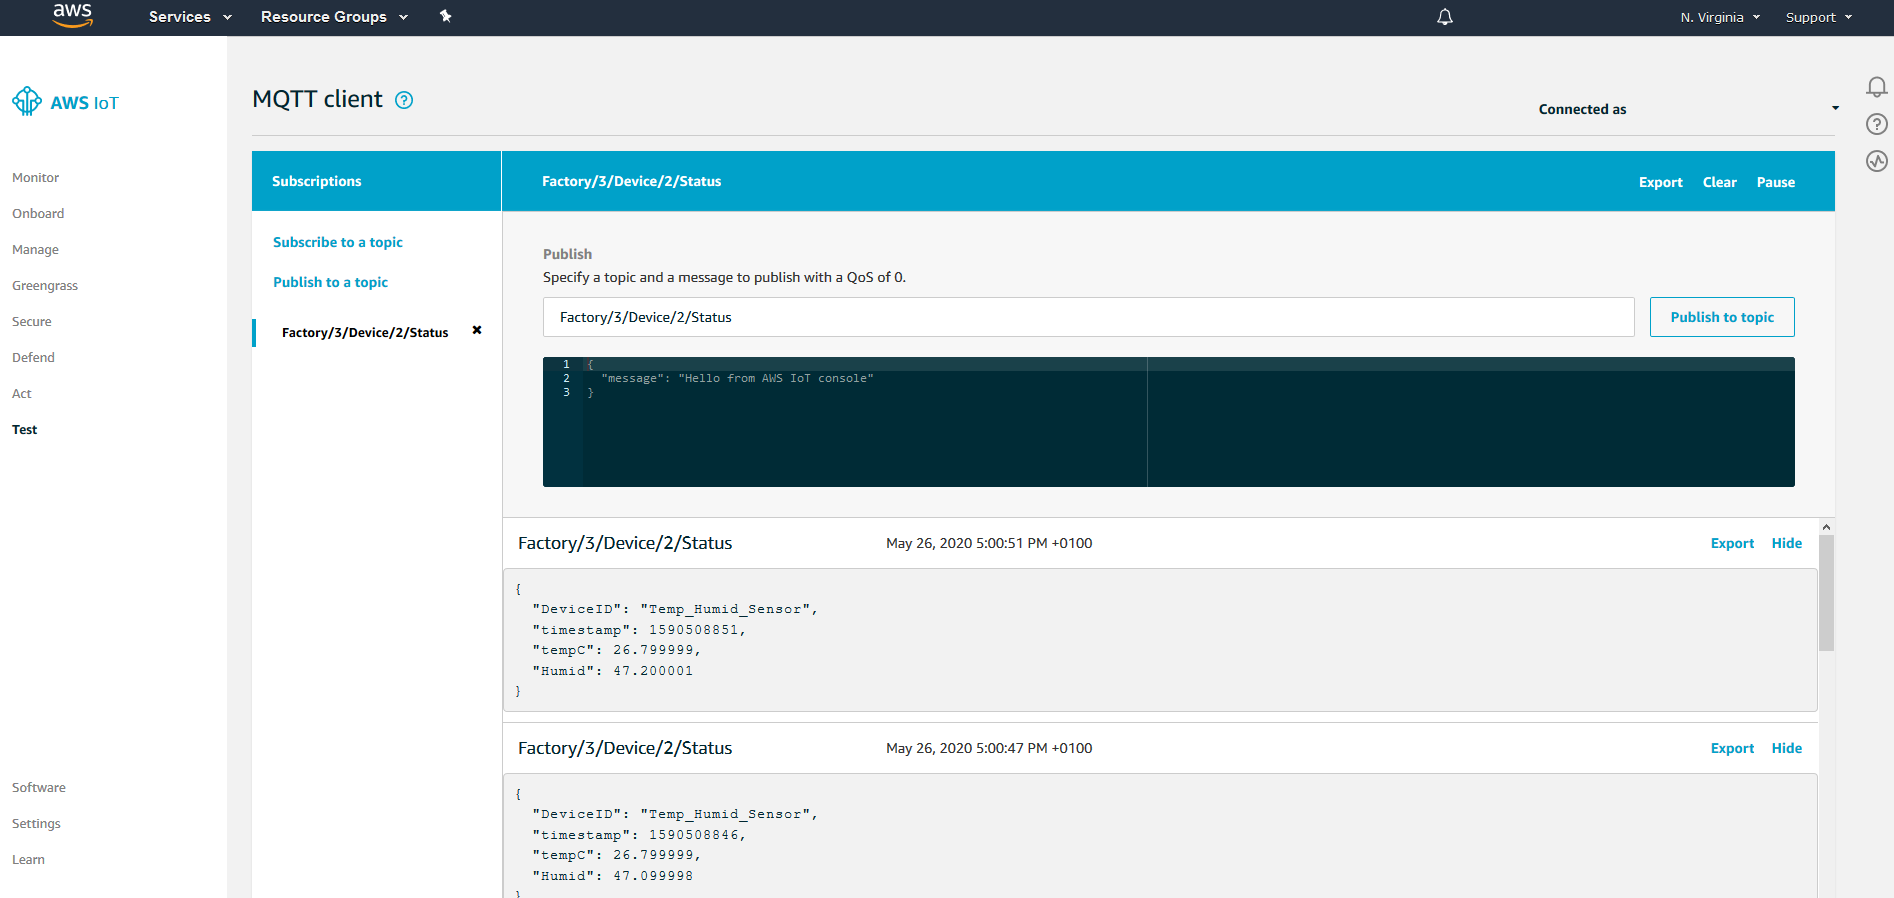 aws Services Resource Groups N. Virginia Support
AWS IoT
Monitor
Onboard
Manage
Greengrass
Secure
Defend
Act
Test
Software
Settings
Learn
MQTT client ?
Connected as
Subscriptions
Subscribe to a topic
Publish to a topic
Factory/3/Device/2/Status
Factory/3/Device/2/Status Export Clear Pause
Publish
Specify a topic and a message to publish with a QoS of 0.
Factory/3/Device/2/Status Publish to topic
1 {
2 "message": "Hello from AWS IoT console"
3 }
Factory/3/Device/2/Status May 26, 2020 5:00:51 PM +0100 Export Hide
{
"DeviceID": "Temp_Humid_Sensor",
"timestamp": 1590508851,
"tempC": 26.799999,
"Humid": 47.200001
}
Factory/3/Device/2/Status May 26, 2020 5:00:47 PM +0100 Export Hide
{
"DeviceID": "Temp_Humid_Sensor",
"timestamp": 1590508846,
"tempC": 26.799999,
"Humid": 47.099998
}